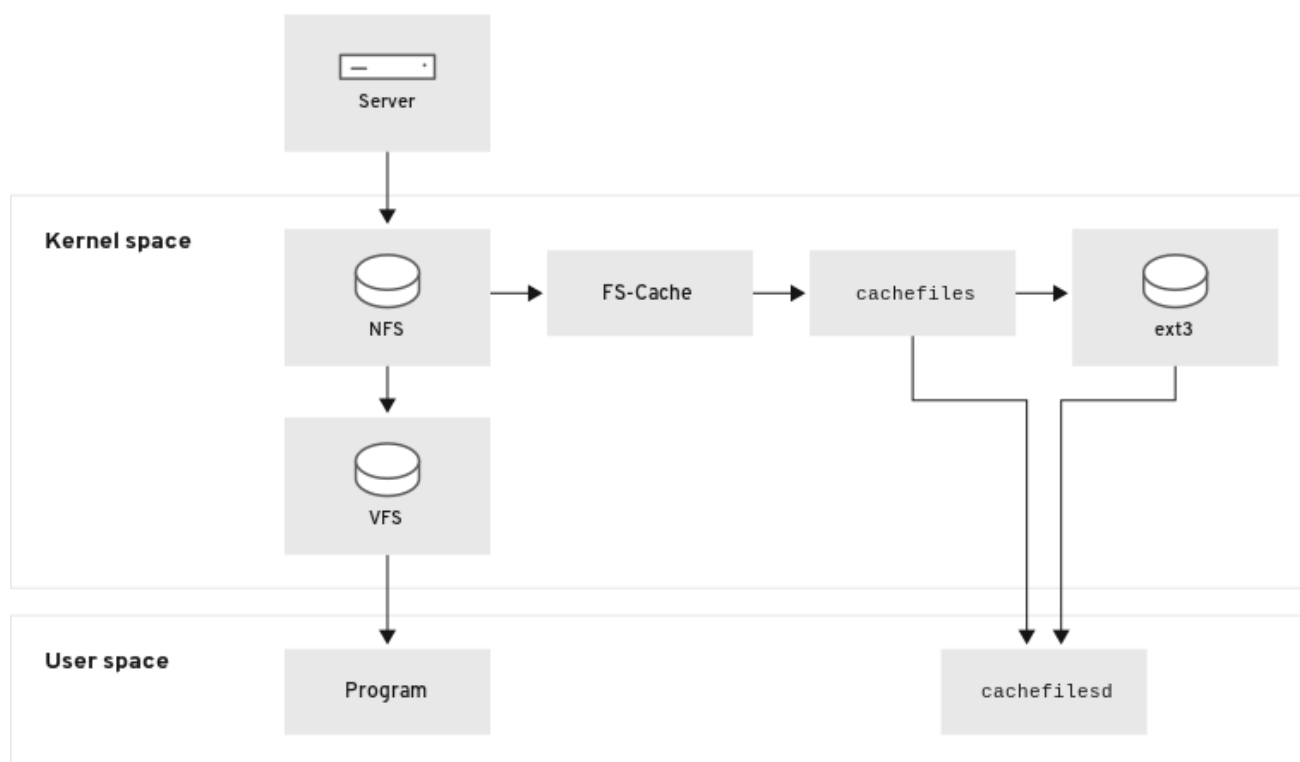 Server
Kernel space
NFS
FS-Cache
cachefiles
ext3
VFS
User space
Program
cachefilesd